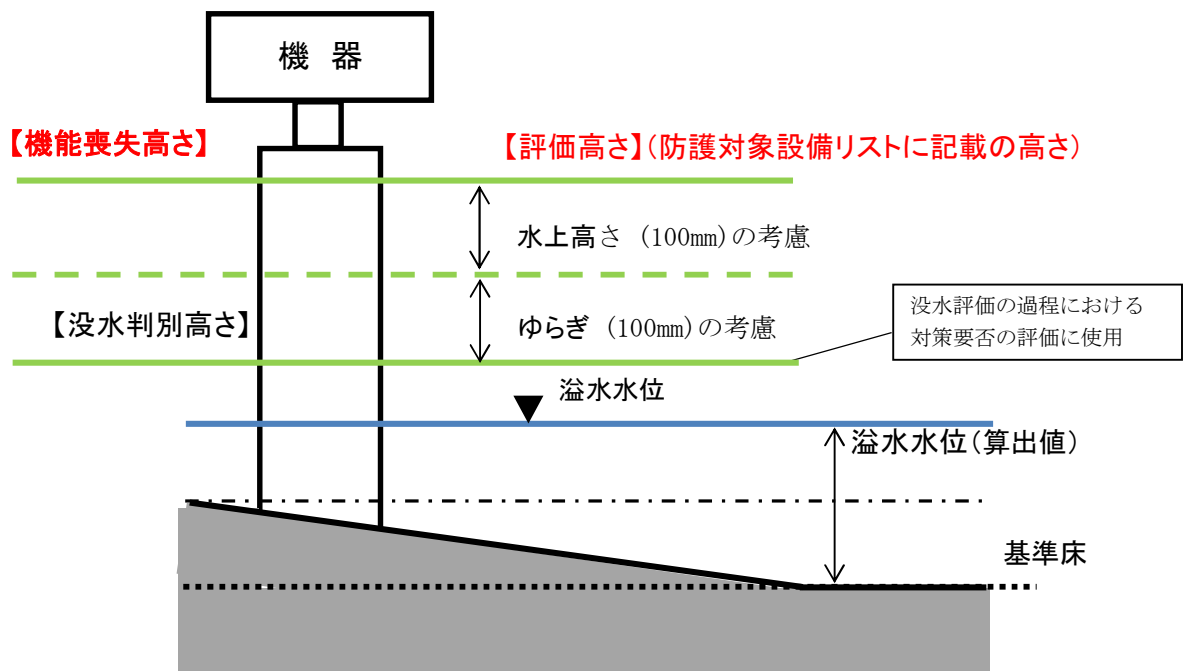 機 器
【機能喪失高さ】
【評価高さ】(防護対象設備リストに記載の高さ)
水上高さ (100mm)の考慮
【没水判別高さ】
ゆらぎ (100mm)の考慮
没水評価の過程における
対策要否の評価に使用
溢水水位
溢水水位(算出値)
基準床